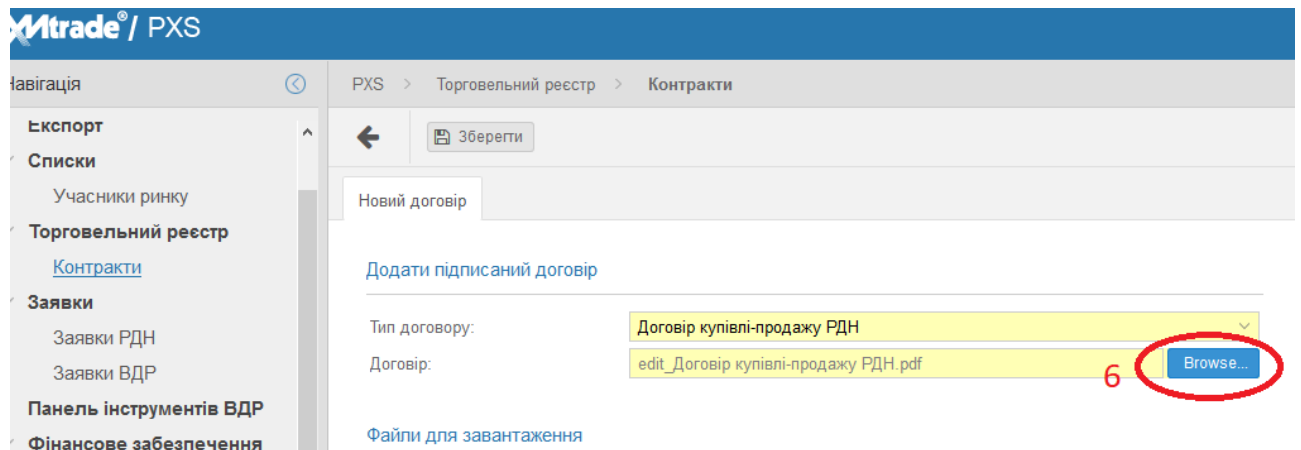 XMtrade®/ PXS
Навігація
PXS > Торговельний реєстр > Контракти
Експорт
Зберегти
Списки
Учасники ринку
Новий договір
Торговельний реєстр
Контракти
Додати підписаний договір
Заявки
Тип договору: Договір купівлі-продажу РДН
Заявки РДН
Договір: edit_Договір купівлі-продажу РДН.pdf 6 Browse...
Заявки ВДР
Панель інструментів ВДР
Файли для завантаження
Фінансове забезпечення